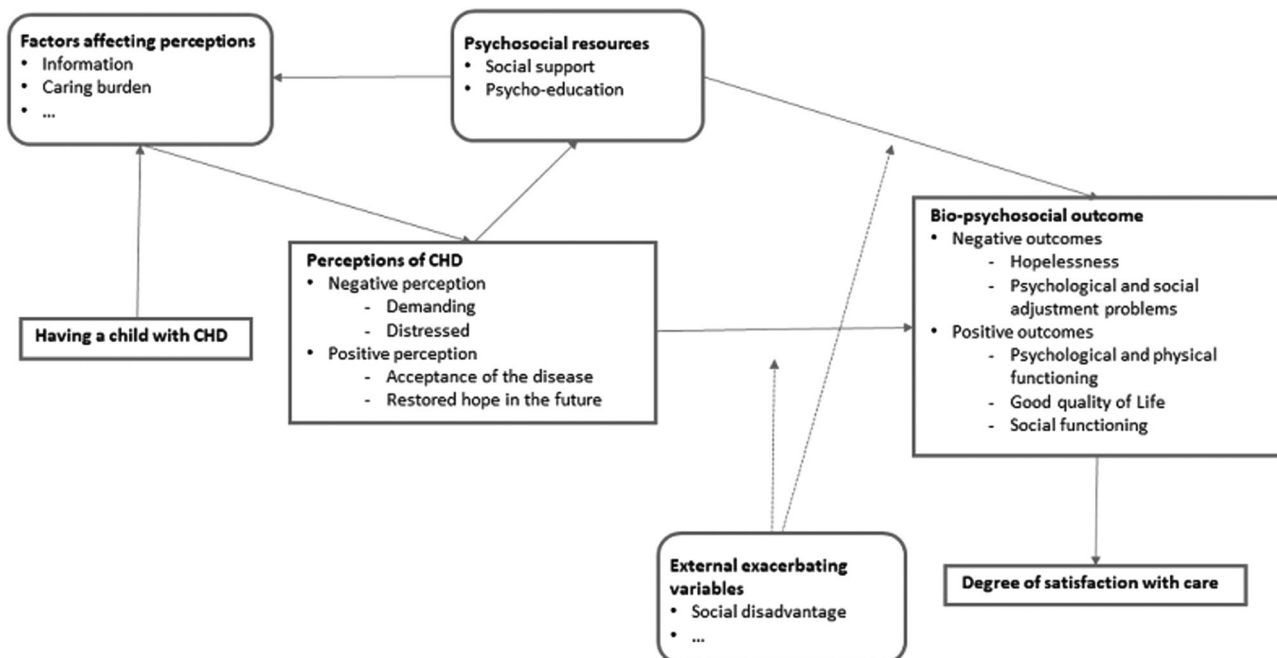 Factors affecting perceptions
• Information
• Caring burden
• ...
Psychosocial resources
• Social support
• Psycho-education
Having a child with CHD
Perceptions of CHD
• Negative perception
- Demanding
- Distressed
• Positive perception
- Acceptance of the disease
- Restored hope in the future
Bio-psychosocial outcome
• Negative outcomes
- Hopelessness
- Psychological and social
adjustment problems
• Positive outcomes
- Psychological and physical
functioning
- Good quality of Life
- Social functioning
External exacerbating
variables
• Social disadvantage
• ...
Degree of satisfaction with care